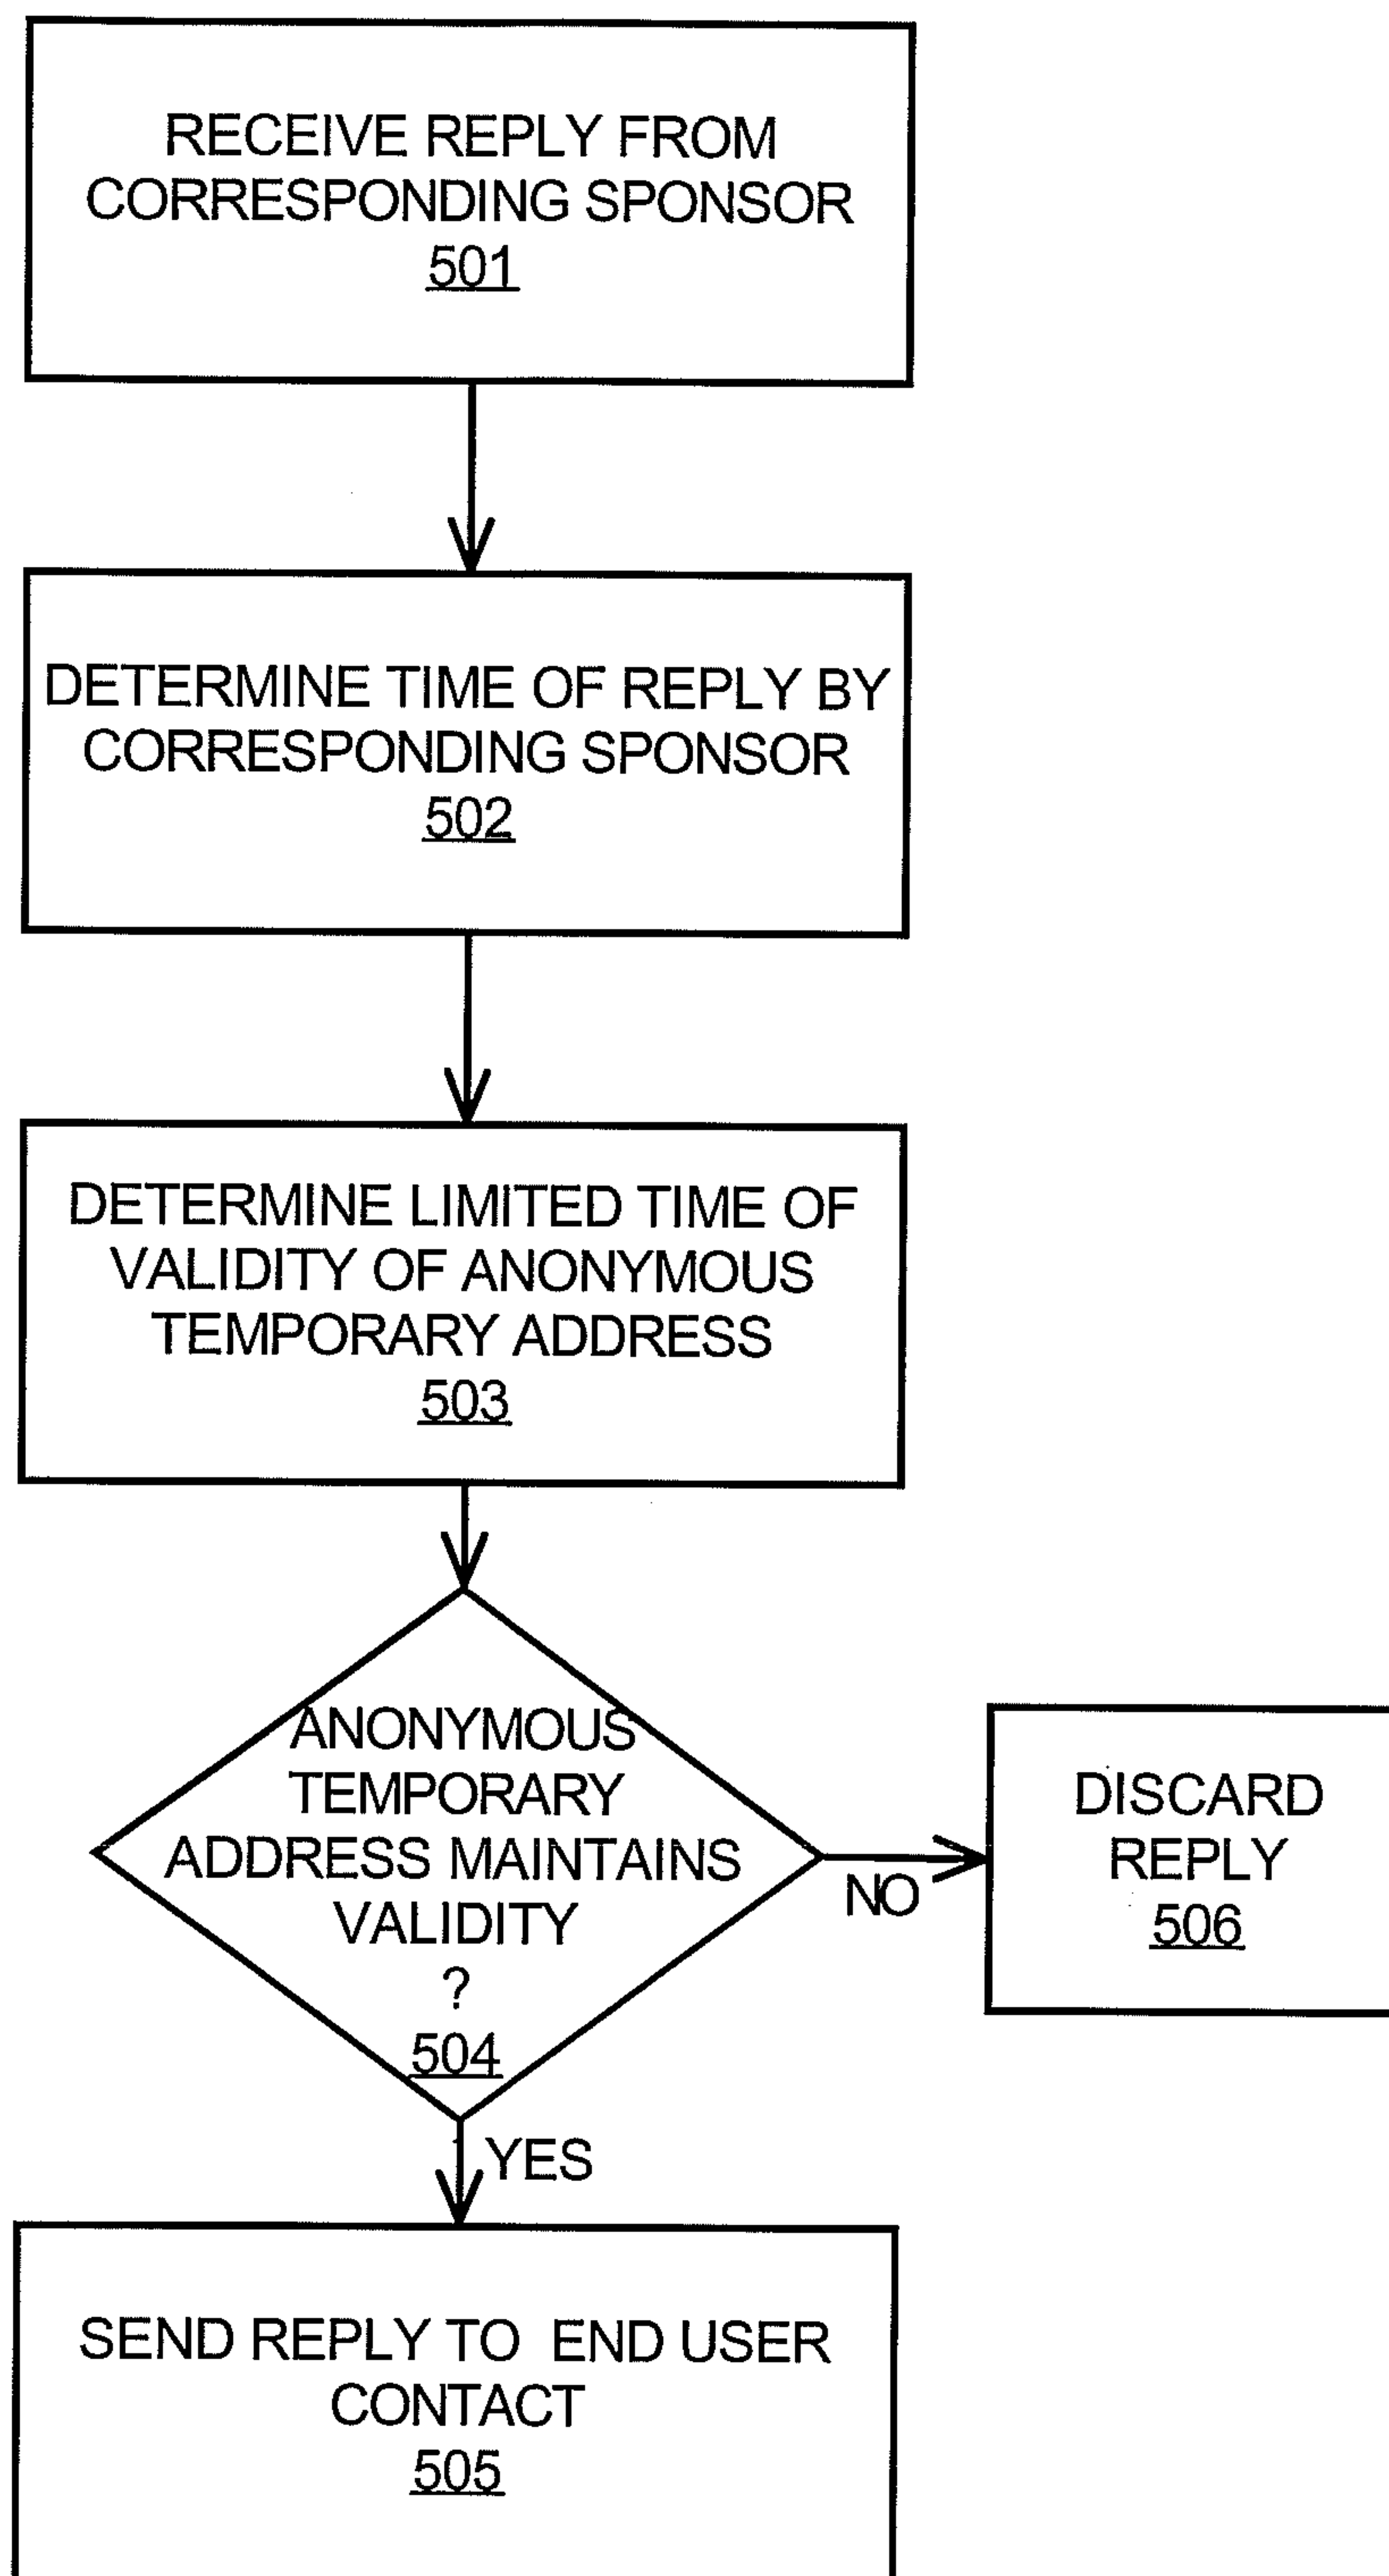 RECEIVE REPLY FROM
CORRESPONDING SPONSOR
501
DETERMINE TIME OF REPLY BY
CORRESPONDING SPONSOR
502
DETERMINE LIMITED TIME OF
VALIDITY OF ANONYMOUS
TEMPORARY ADDRESS
503
ANONYMOUS
TEMPORARY
ADDRESS MAINTAINS
VALIDITY
?
504
NO
DISCARD
REPLY
506
YES
SEND REPLY TO END USER
CONTACT
505